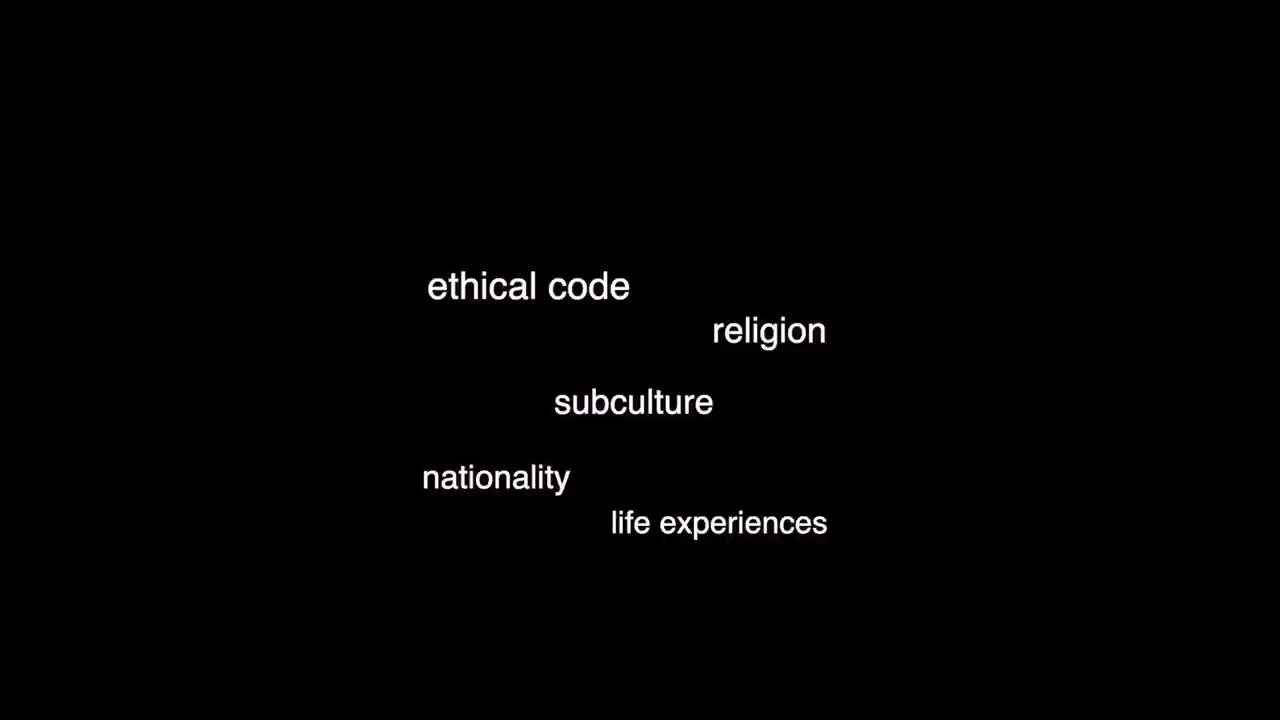 ethical code
religion
subculture
nationality
life experiences